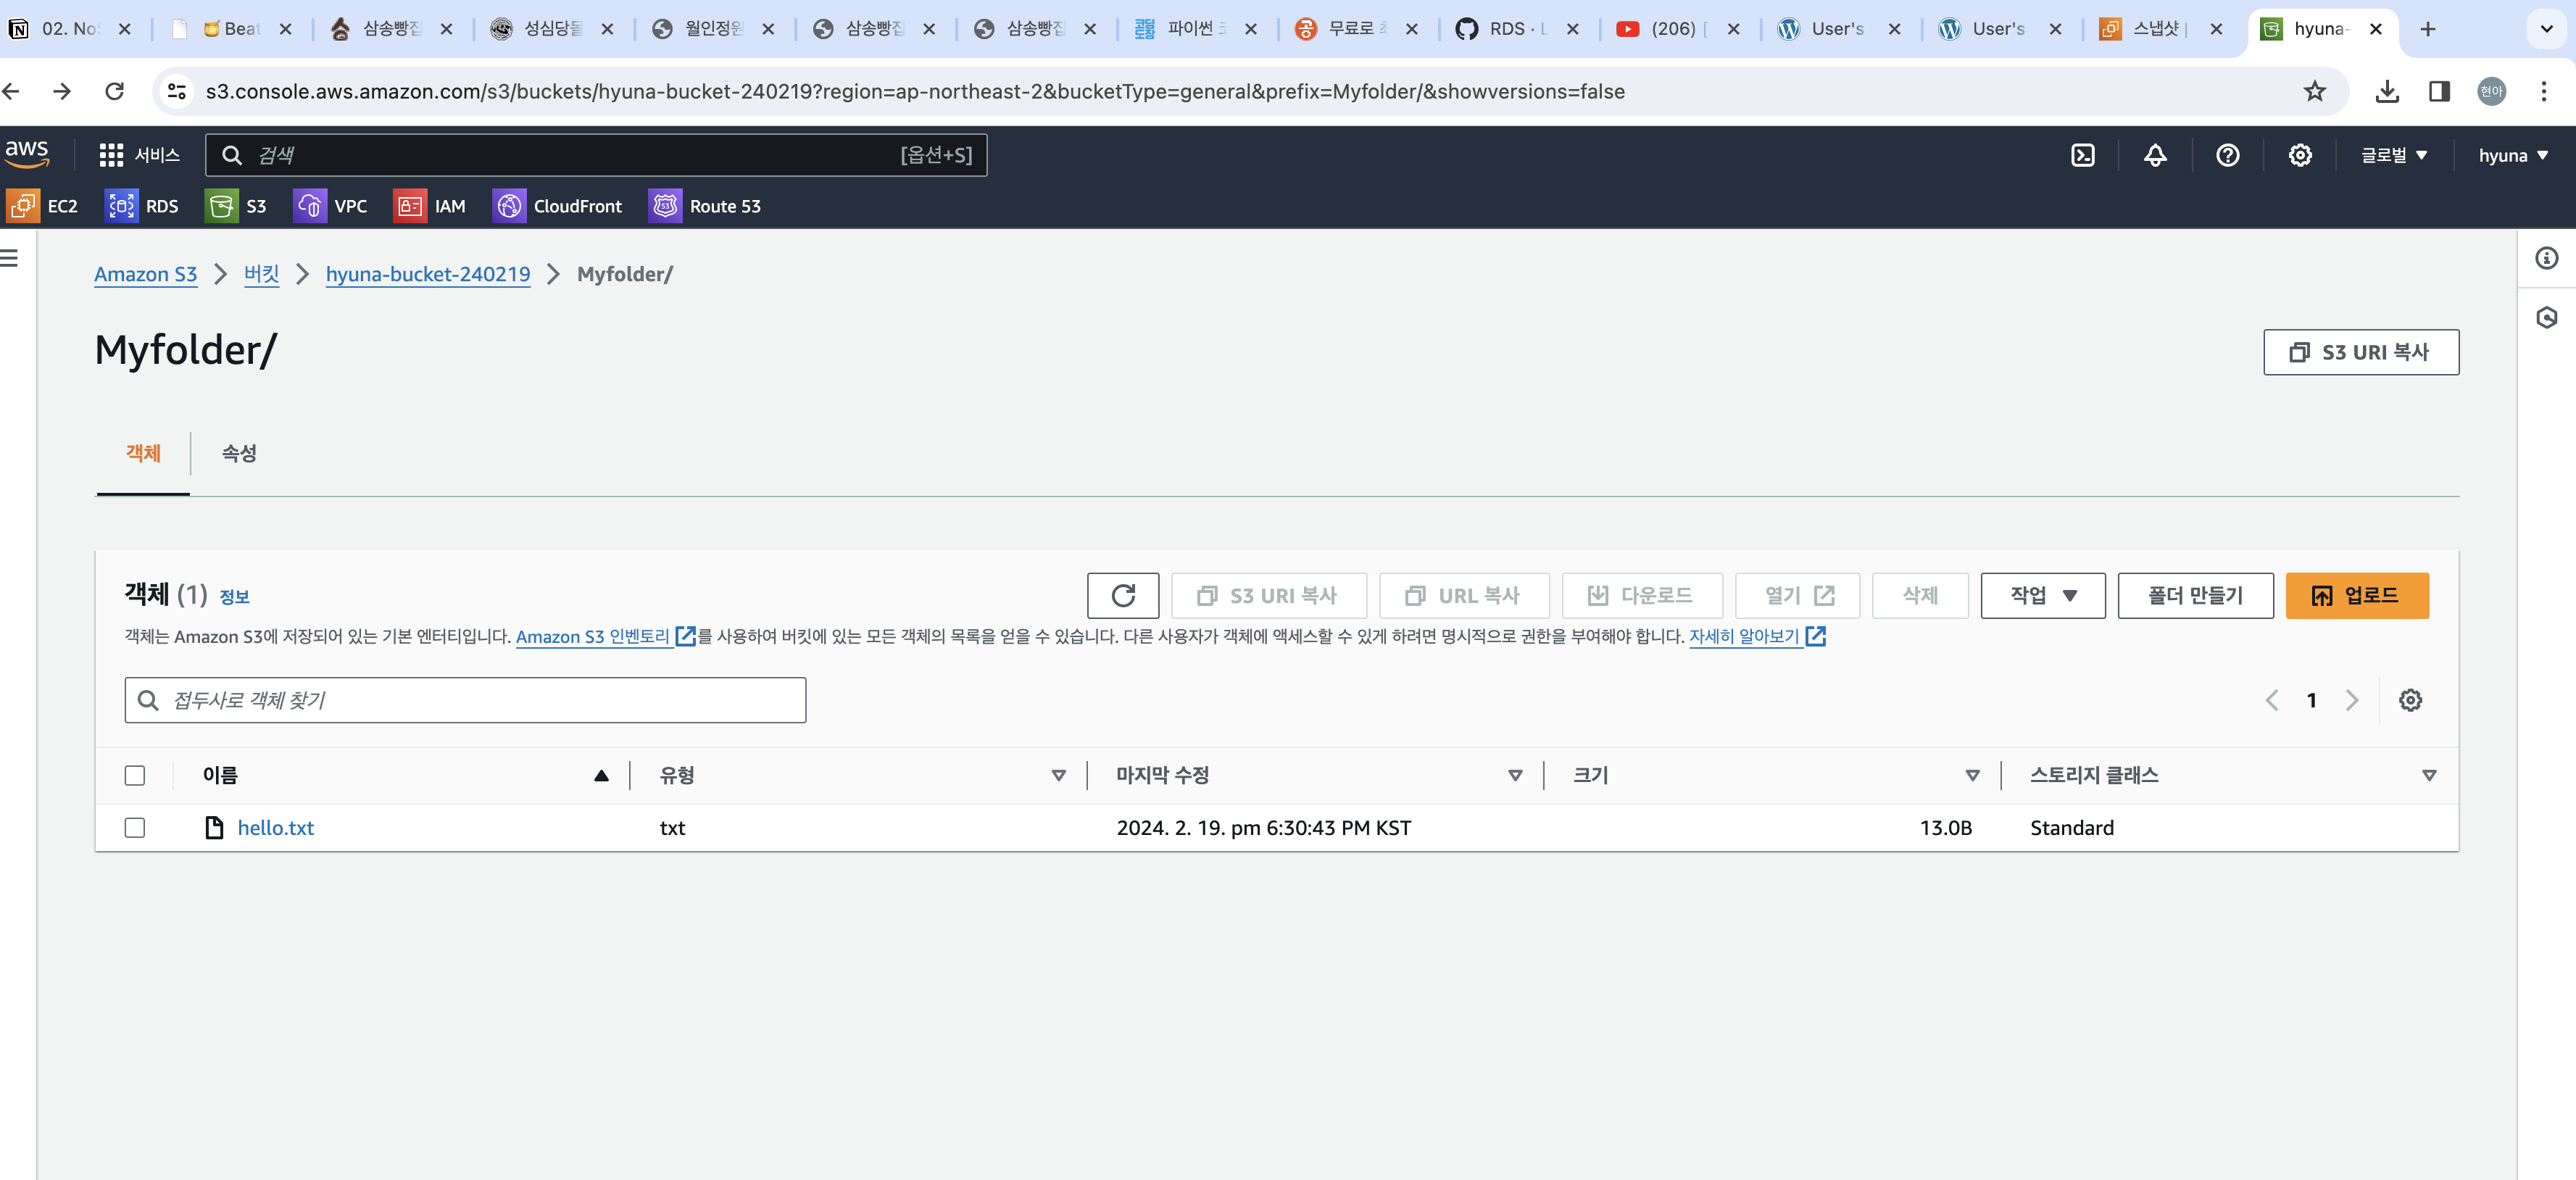 02. No
Beat
삼송빵집
성심당
월인정원
삼송빵집
삼송빵집
파이썬
무료로
RDS · L
(206) [
User's
User's
스냅샷 |
hyuna-
s3.console.aws.amazon.com/s3/buckets/hyuna-bucket-240219?region=ap-northeast-2&bucketType=general&prefix=Myfolder/&showversions=false
현아
aws
서비스
검색
[옵션+S]
글로벌
hyuna
EC2
RDS
S3
VPC
IAM
CloudFront
Route 53
Amazon S3
버킷
hyuna-bucket-240219
Myfolder/
Myfolder/
S3 URI 복사
객체
속성
객체 (1) 정보
S3 URI 복사
URL 복사
다운로드
열기
삭제
작업
폴더 만들기
업로드
객체는 Amazon S3에 저장되어 있는 기본 엔터티입니다. Amazon S3 인벤토리를 사용하여 버킷에 있는 모든 객체의 목록을 얻을 수 있습니다. 다른 사용자가 객체에 액세스할 수 있게 하려면 명시적으로 권한을 부여해야 합니다. 자세히 알아보기
접두사로 객체 찾기
1
이름
유형
마지막 수정
크기
스토리지 클래스
hello.txt
txt
2024. 2. 19. pm 6:30:43 PM KST
13.0B
Standard